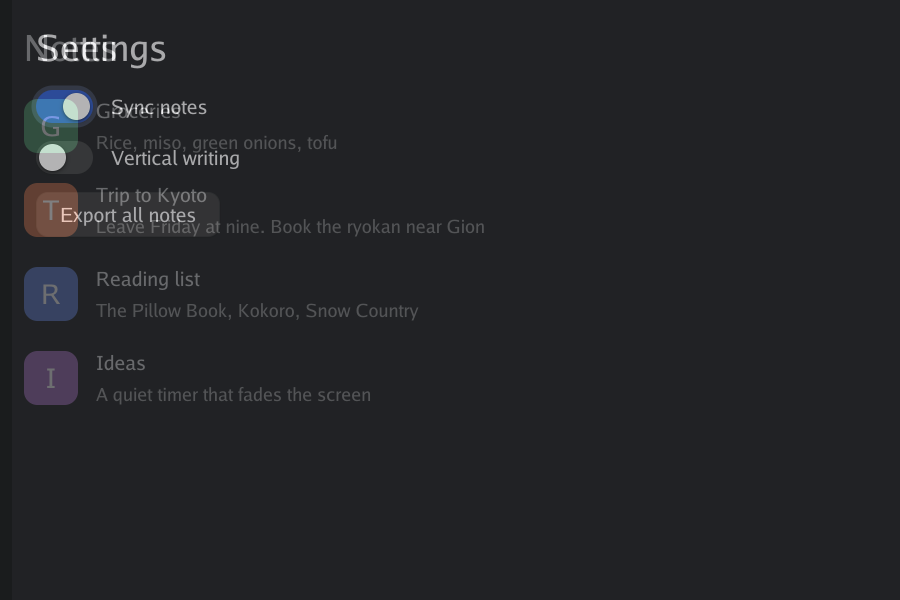 Notes
Settings
Sync notes
G
Groceries
Rice, miso, green onions, tofu
Vertical writing
T
Trip to Kyoto
Export all notes
Leave Friday at nine. Book the ryokan near Gion
R
Reading list
The Pillow Book, Kokoro, Snow Country
I
Ideas
A quiet timer that fades the screen